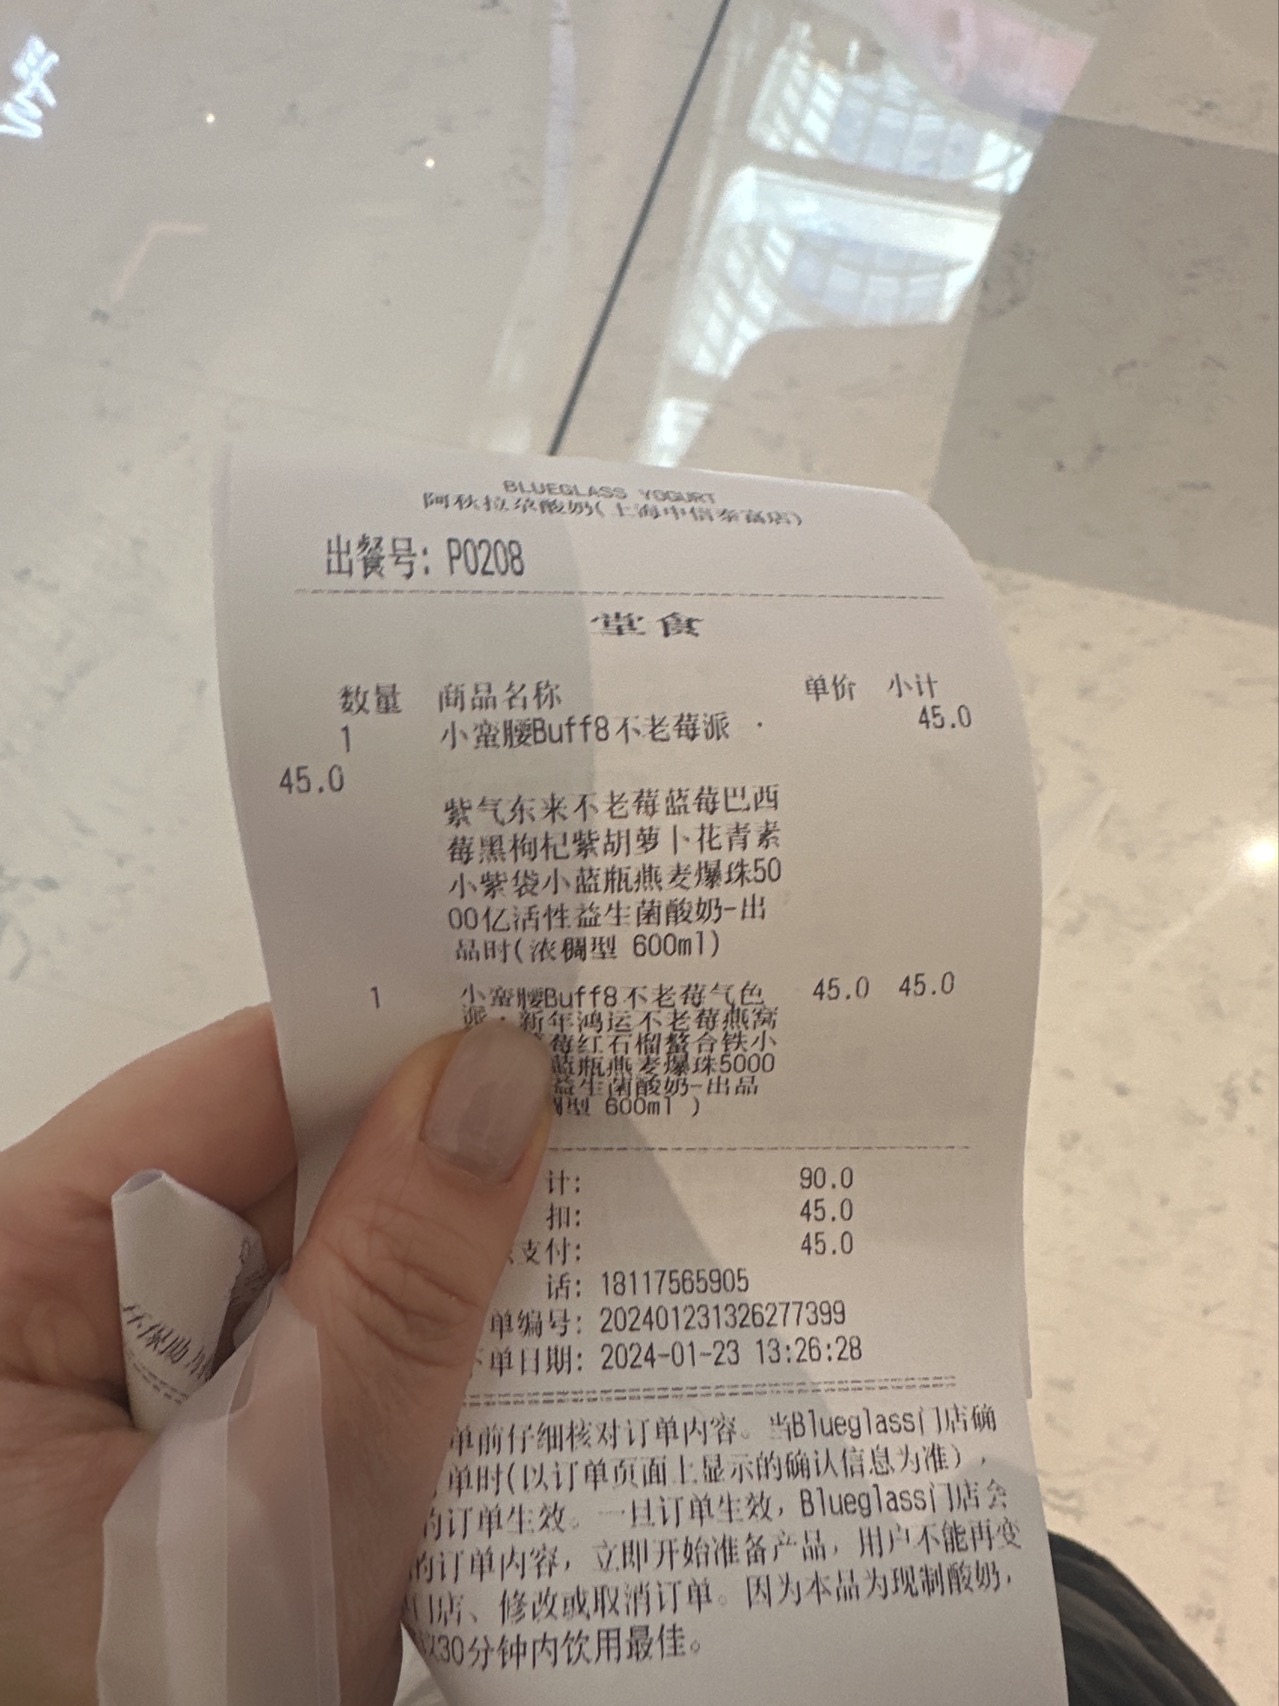 BLUEGLASS YOGURT
阿秋拉尕酸奶(上海中信泰富店)
出餐号: P0208
堂食
数量 商品名称 单价 小计
1 小蛮腰Buff8不老莓派 · 45.0
45.0
紫气东来不老莓蓝莓巴西
莓黑枸杞紫胡萝卜花青素
小紫袋小蓝瓶燕麦爆珠50
00亿活性益生菌酸奶-出
品时(浓稠型 600ml)
1 小蛮腰Buff8不老莓气色 45.0 45.0
派·新年鸿运不老莓燕窝
莓红石榴螯合铁小
蓝瓶燕麦爆珠5000
益生菌酸奶-出品
型 600ml )
计: 90.0
扣: 45.0
支付: 45.0
话: 18117565905
单编号: 202401231326277399
下单日期: 2024-01-23 13:26:28
单前仔细核对订单内容。当Blueglass门店确
单时(以订单页面上显示的确认信息为准),
的订单生效。一旦订单生效, Blueglass门店会
的订单内容, 立即开始准备产品, 用户不能再变
门店、修改或取消订单。因为本品为现制酸奶,
30分钟内饮用最佳。
环保助